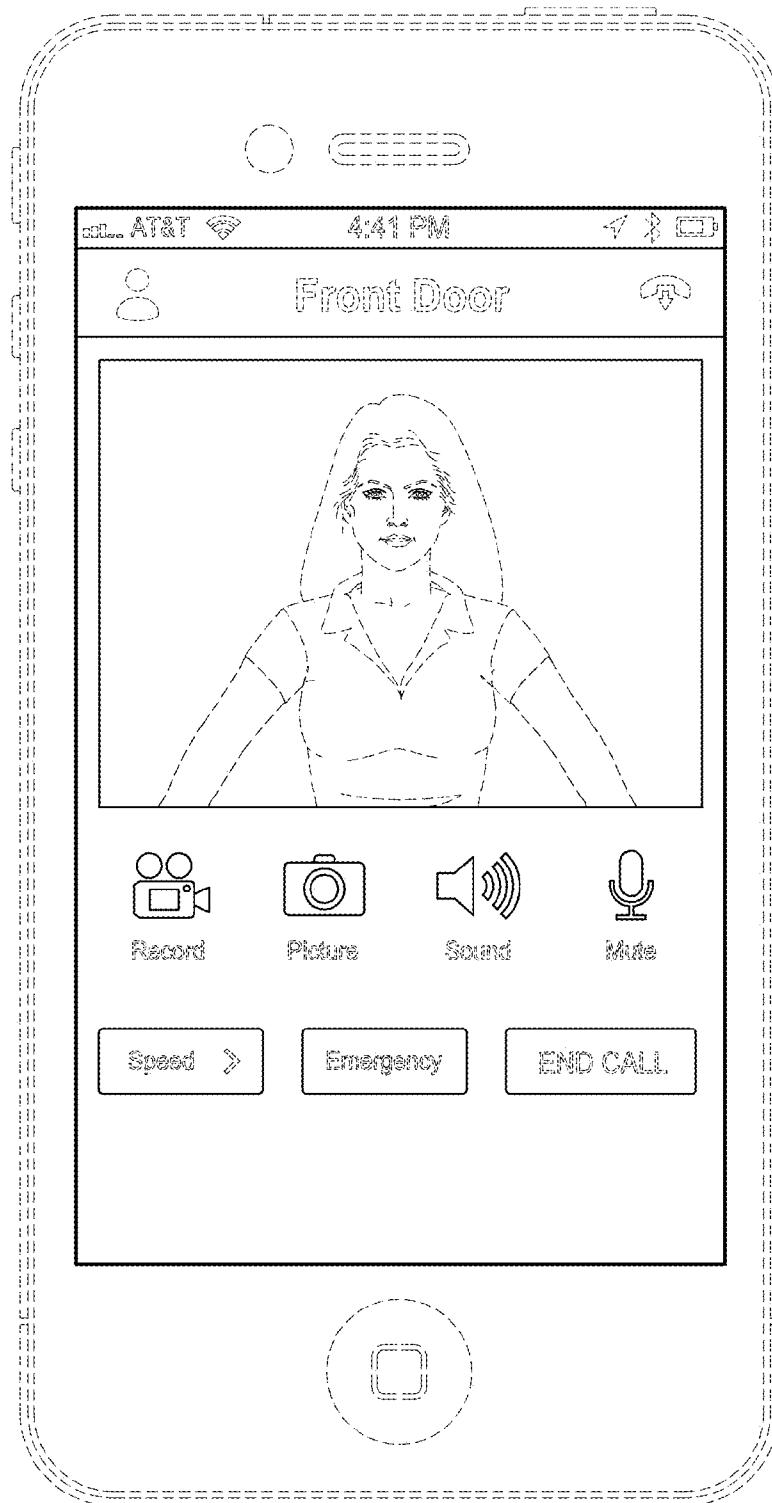 AT&T 4:41 PM
Front Door
Record Picture Sound Mute
Speed Emergency END CALL